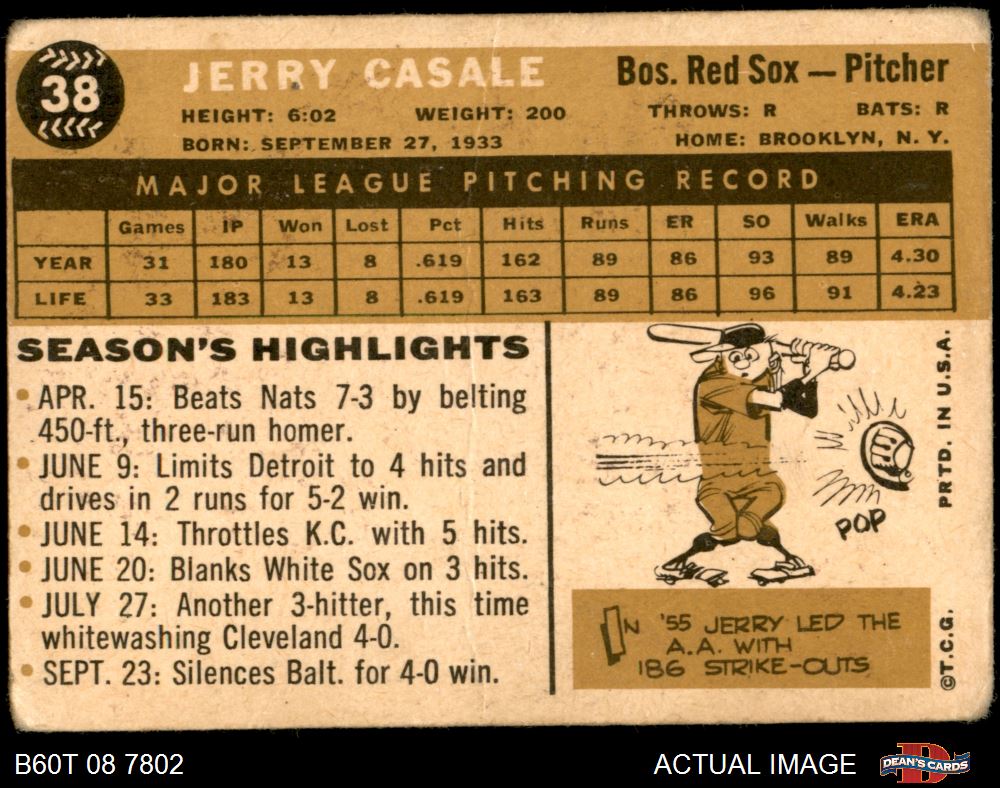 38
JERRY CASALE
Bos. Red Sox — Pitcher
HEIGHT: 6:02 WEIGHT: 200 THROWS: R BATS: R
BORN: SEPTEMBER 27, 1933 HOME: BROOKLYN, N. Y.
MAJOR LEAGUE PITCHING RECORD
Games IP Won Lost Pct Hits Runs ER SO Walks ERA
YEAR 31 180 13 8 .619 162 89 86 93 89 4.30
LIFE 33 183 13 8 .619 163 89 86 96 91 4.23
SEASON'S HIGHLIGHTS
• APR. 15: Beats Nats 7-3 by belting
450-ft., three-run homer.
• JUNE 9: Limits Detroit to 4 hits and
drives in 2 runs for 5-2 win.
• JUNE 14: Throttles K.C. with 5 hits.
• JUNE 20: Blanks White Sox on 3 hits.
• JULY 27: Another 3-hitter, this time
whitewashing Cleveland 4-0.
• SEPT. 23: Silences Balt. for 4-0 win.
POP
IN '55 JERRY LED THE
A.A. WITH
186 STRIKE-OUTS
PRTD. IN U.S.A.
©T.C.G.
B60T 08 7802
ACTUAL IMAGE
D
DEAN'S CARDS